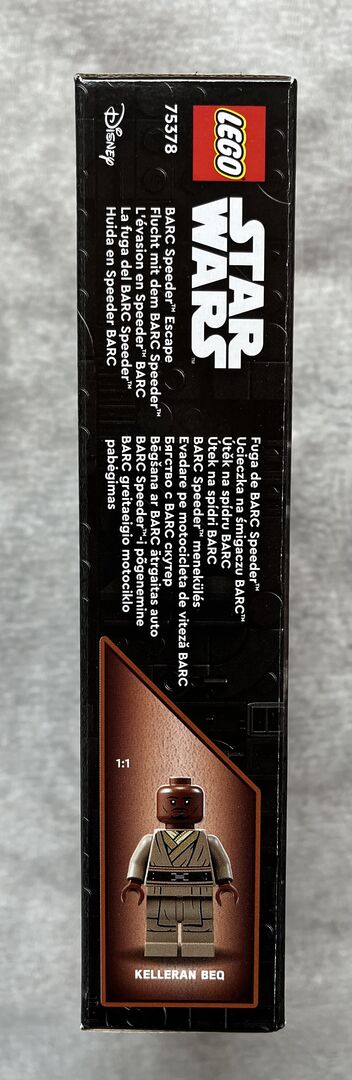 LEGO
STAR
WARS™
Disney
75378
BARC Speeder™ Escape
Flucht mit dem BARC Speeder™
L'évasion en Speeder™ BARC
La fuga del BARC Speeder™
Huida en Speeder BARC
Fuga de BARC Speeder™
Ucieczka na śmigaczu BARC™
Útěk na spídru BARC
Útek na spídri BARC
BARC Speeder™ menekülés
Evadare pe motocicleta de viteză BARC
Бягство с BARC скутер
Bēgšana ar BARC ātrgaitas auto
BARC Speeder™-i põgenemine
BARC greitaeigio motociklo
pabėgimas
1:1
KELLERAN BEQ